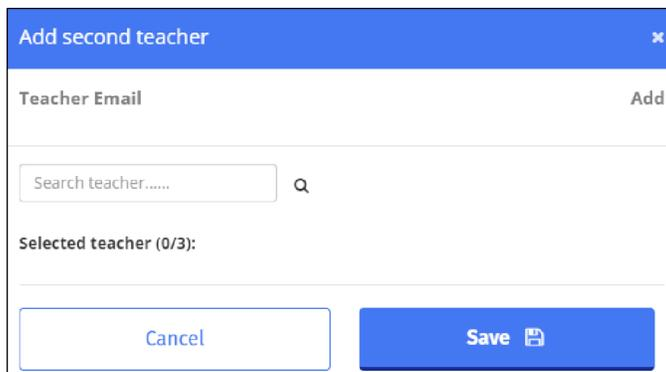 Add second teacher ×
Teacher Email Add
Search teacher......
Selected teacher (0/3):
Cancel Save